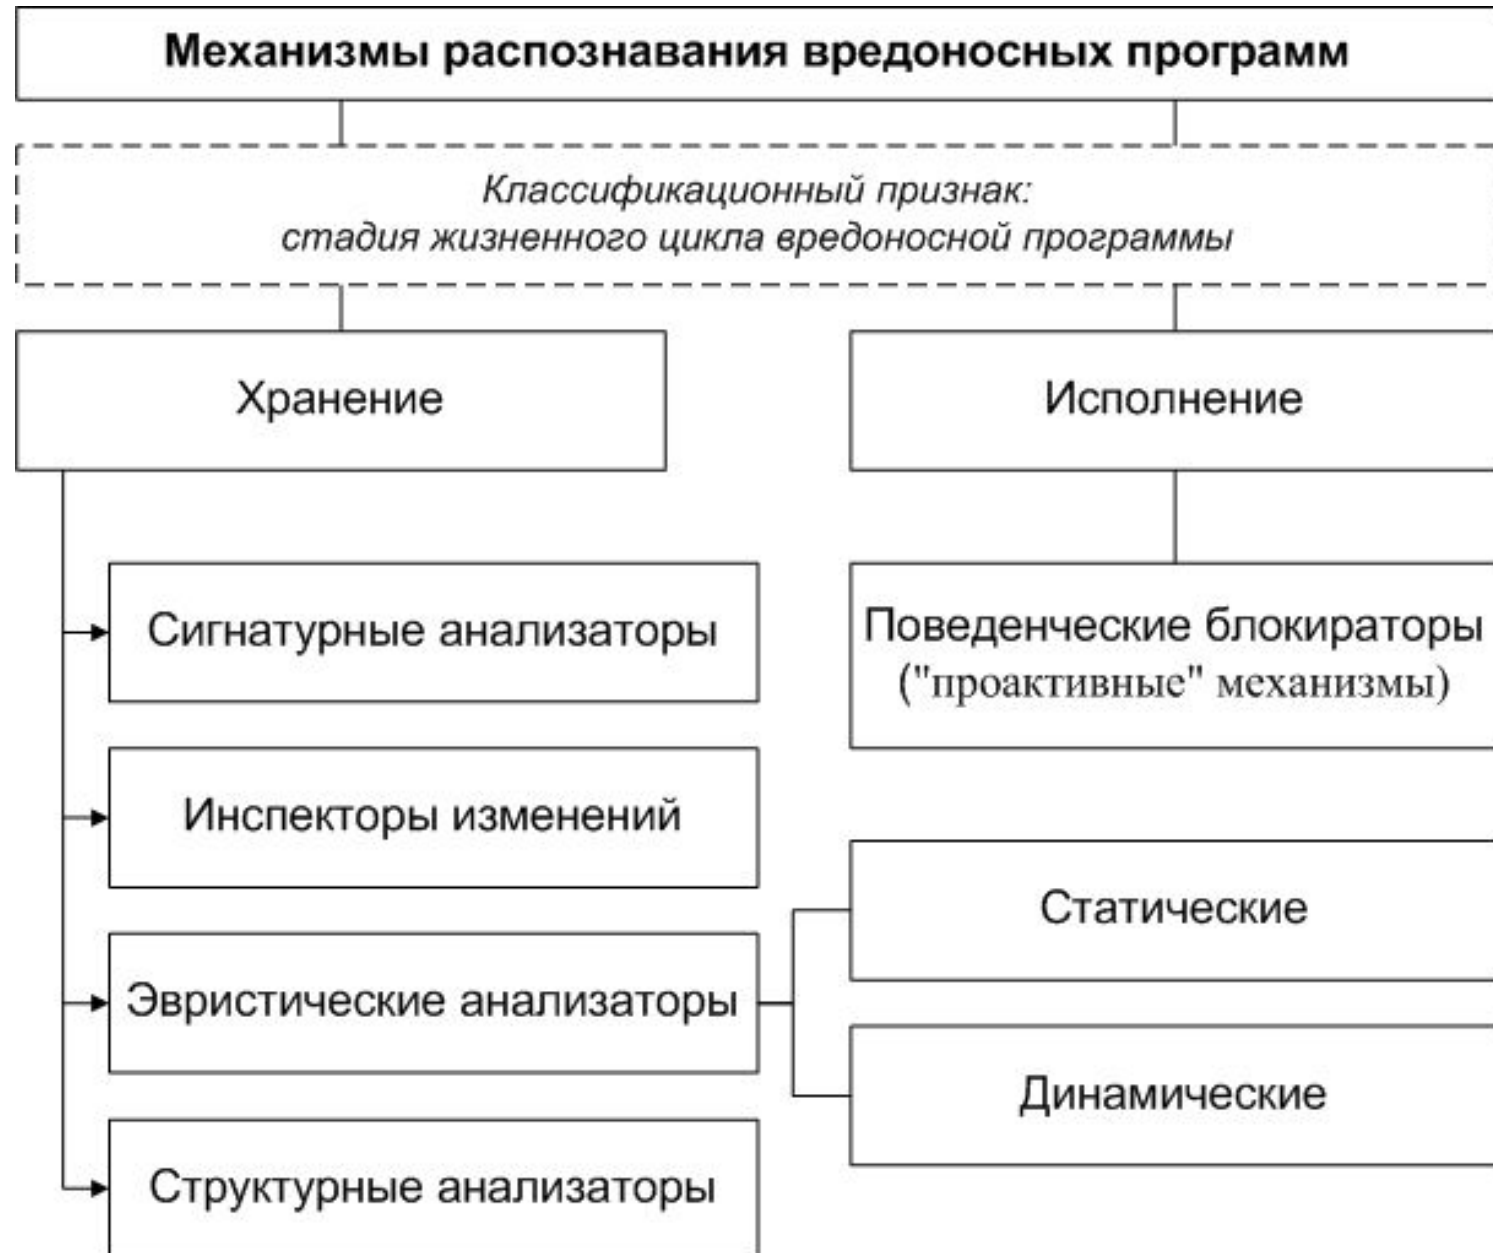 Механизмы распознавания вредоносных программ
Классификационный признак:
стадия жизненного цикла вредоносной программы
Хранение
Исполнение
Сигнатурные анализаторы
Поведенческие блокираторы
("проактивные" механизмы)
Инспекторы изменений
Статические
Эвристические анализаторы
Динамические
Структурные анализаторы